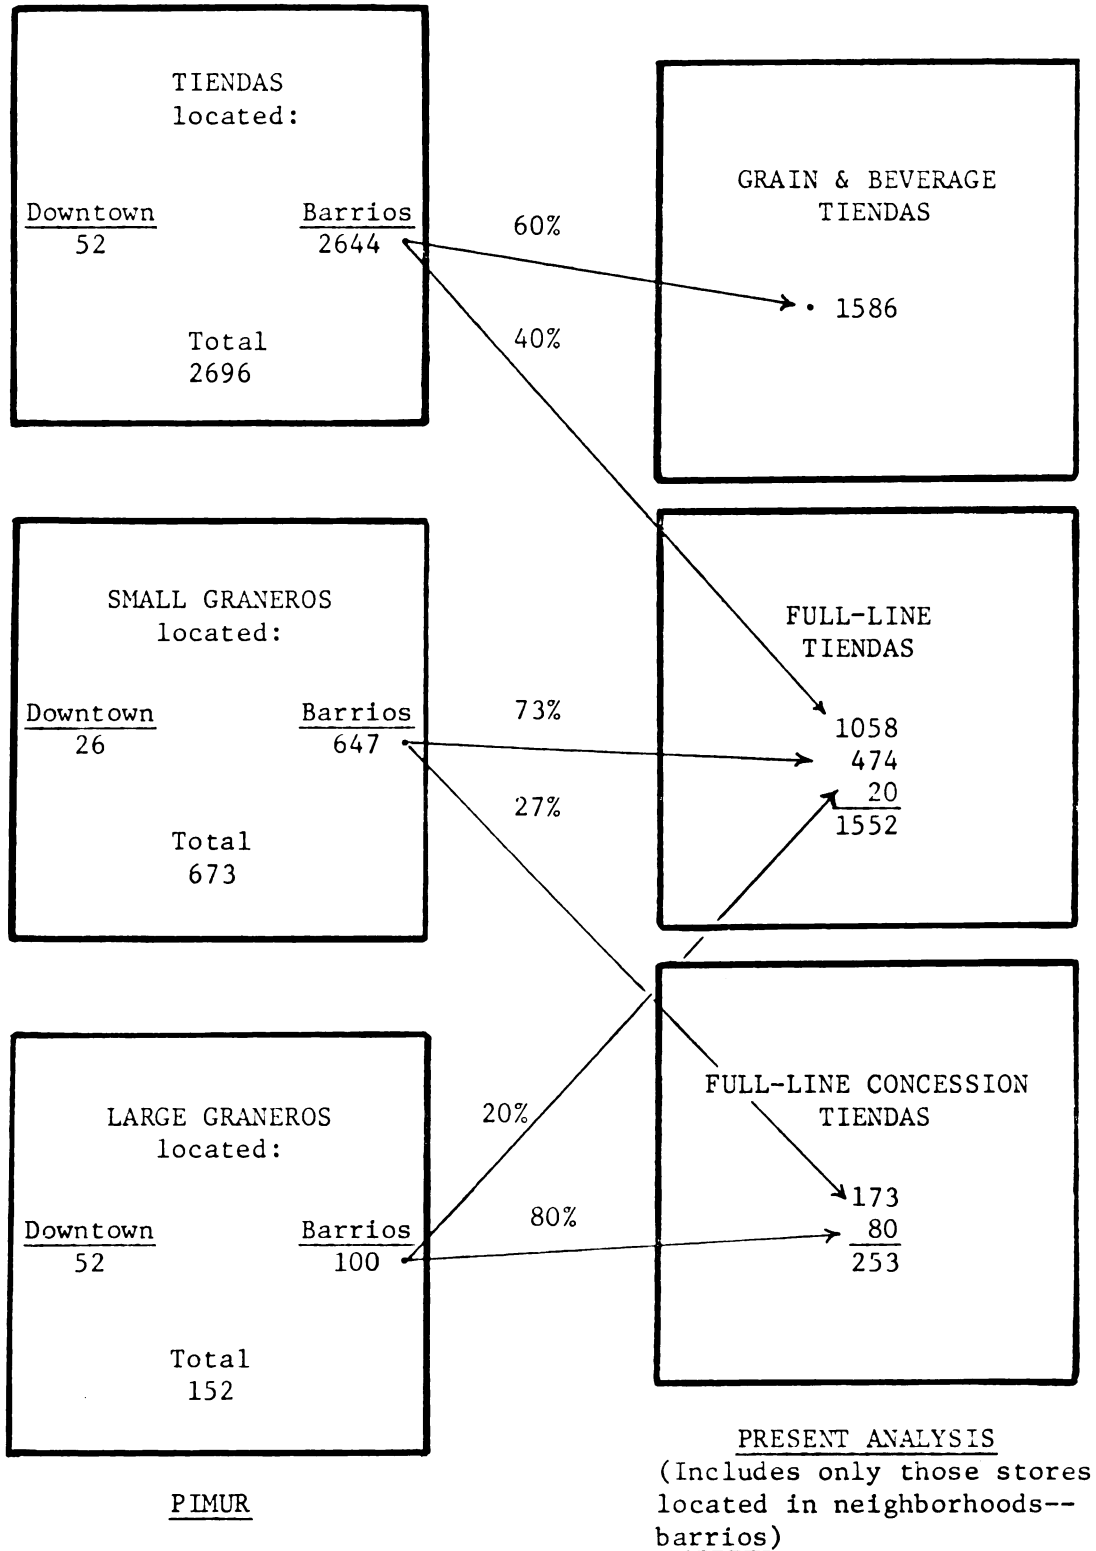 TIENDAS
located:
Downtown Barrios
52 2644
Total
2696
60%
40%
GRAIN & BEVERAGE
TIENDAS
1586
SMALL GRANEROS
located:
Downtown Barrios
26 647
Total
673
73%
27%
FULL-LINE
TIENDAS
1058
474
20
1552
LARGE GRANEROS
located:
Downtown Barrios
52 100
Total
152
20%
80%
FULL-LINE CONCESSION
TIENDAS
173
80
253
PIMUR
PRESENT ANALYSIS
(Includes only those stores
located in neighborhoods--
barrios)